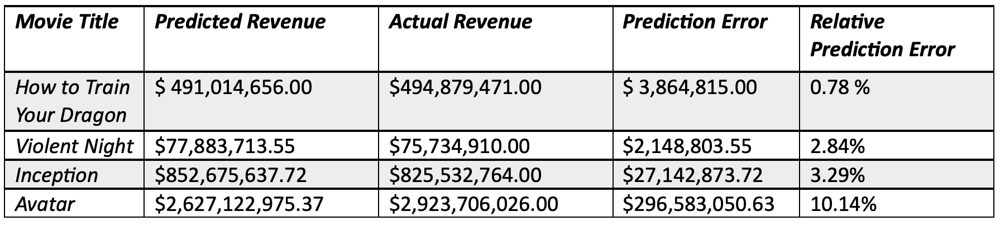 Movie Title Predicted Revenue Actual Revenue Prediction Error Relative
Prediction Error
How to Train $ 491,014,656.00 $494,879,471.00 $ 3,864,815.00 0.78 %
Your Dragon
Violent Night $77,883,713.55 $75,734,910.00 $2,148,803.55 2.84%
Inception $852,675,637.72 $825,532,764.00 $27,142,873.72 3.29%
Avatar $2,627,122,975.37 $2,923,706,026.00 $296,583,050.63 10.14%